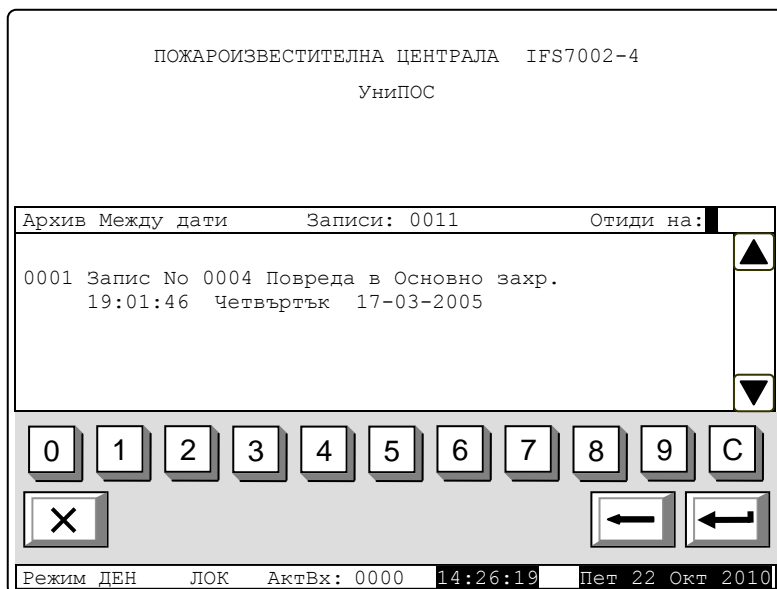 ПОЖАРОИЗВЕСТИТЕЛНА ЦЕНТРАЛА IFS7002-4
УниПОС
Архив Между дати Записи: 0011 Отиди на:
0001 Запис No 0004 Повреда в Основно захр.
19:01:46 Четвъртък 17-03-2005
0 1 2 3 4 5 6 7 8 9 C
Режим ДЕН ЛОК АктВх: 0000 14:26:19 Пет 22 Окт 2010